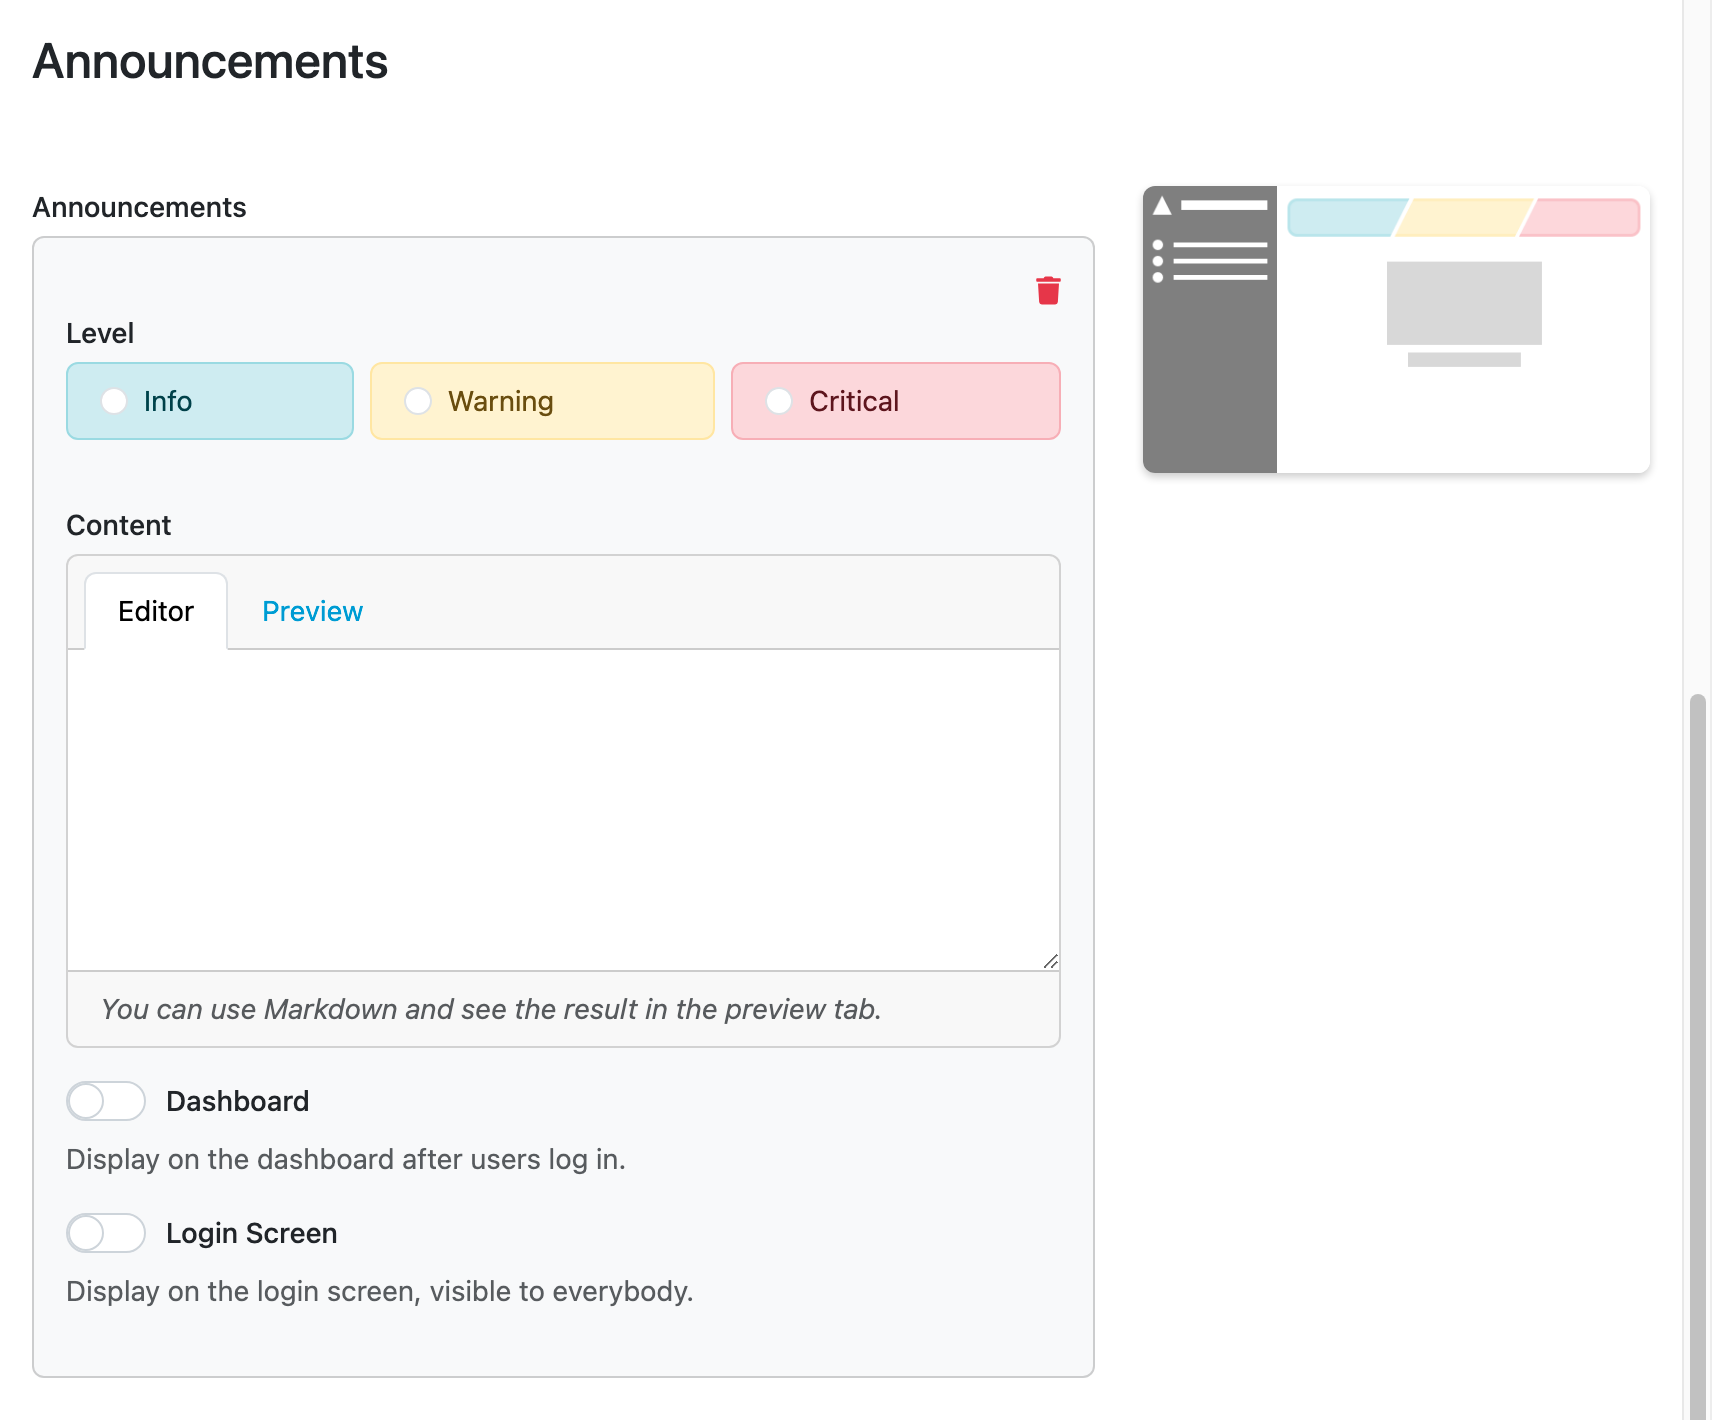 Announcements
Announcements
Level
Info
Warning
Critical
Content
Editor
Preview
You can use Markdown and see the result in the preview tab.
Dashboard
Display on the dashboard after users log in.
Login Screen
Display on the login screen, visible to everybody.